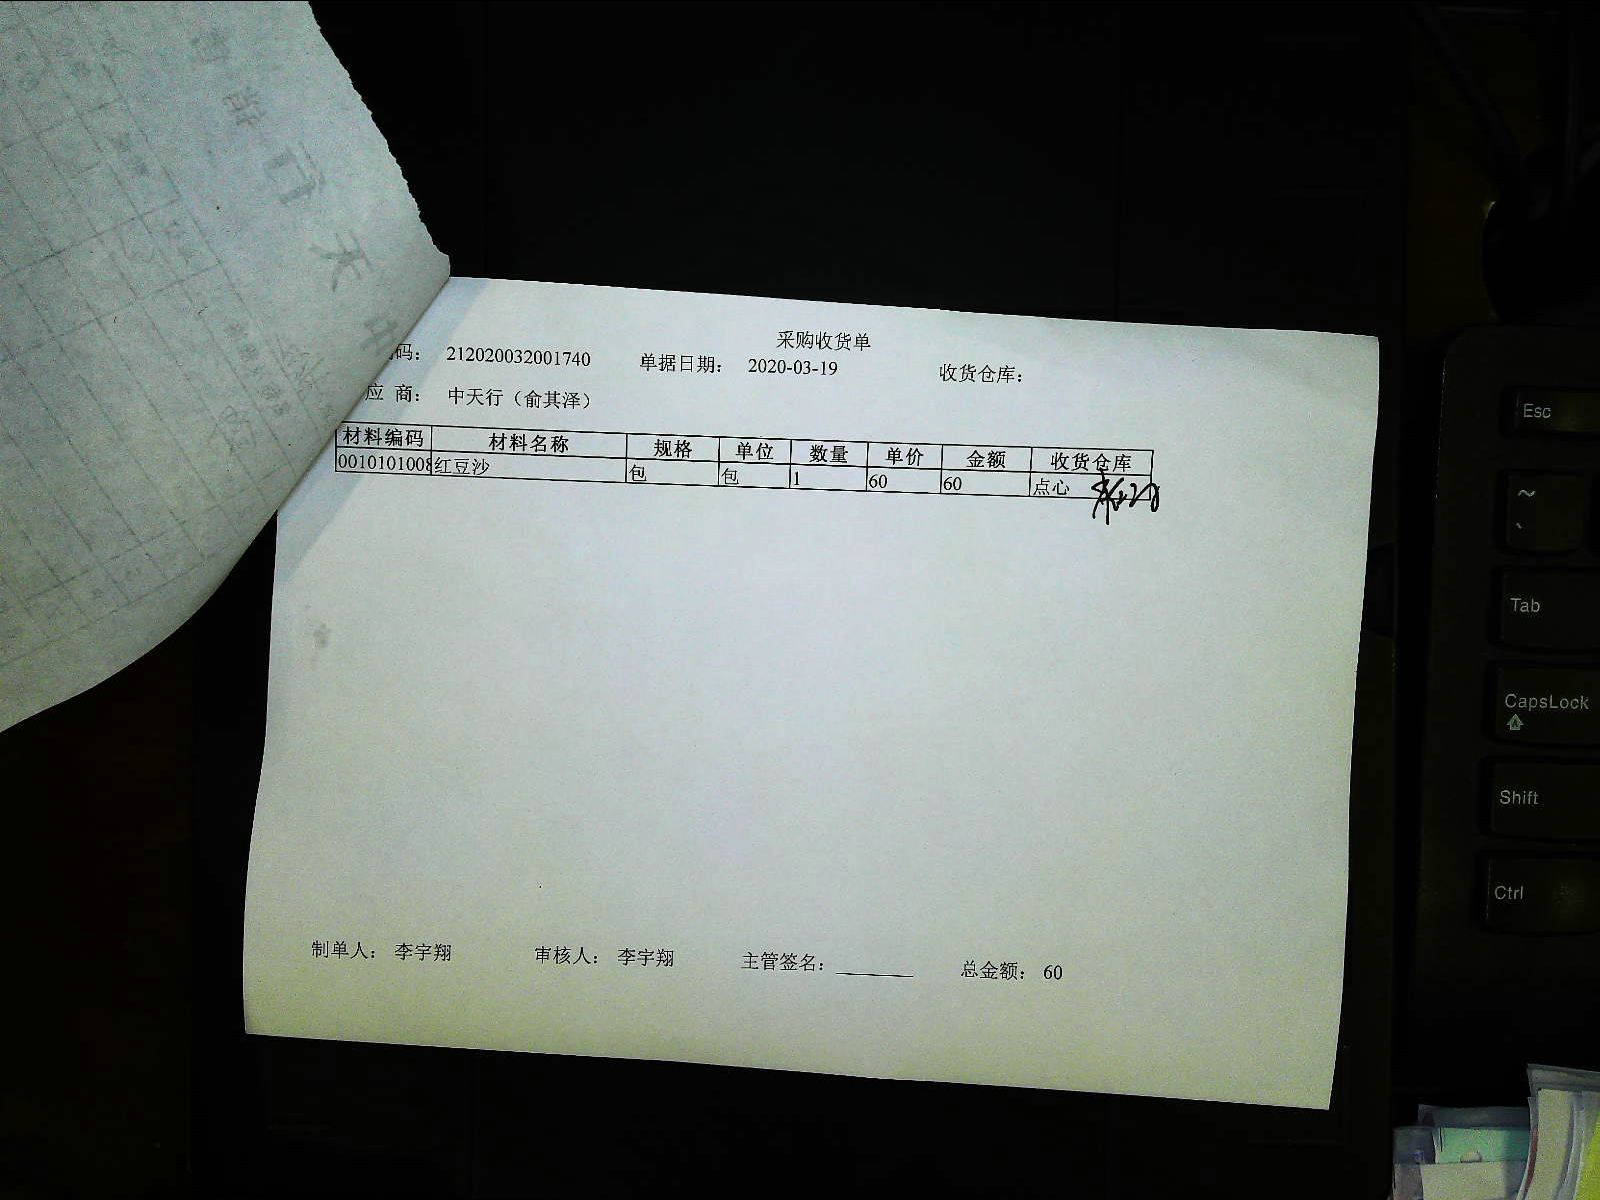 采购收货单
码： 212020032001740 单据日期： 2020-03-19 收货仓库：
应 商： 中天行（俞其泽）
材料编码 材料名称 规格 单位 数量 单价 金额 收货仓库
0010101008 红豆沙 包 包 1 60 60 点心
制单人： 李宇翔 审核人： 李宇翔 主管签名： 总金额： 60
Esc
~
`
Tab
CapsLock
Shift
Ctrl